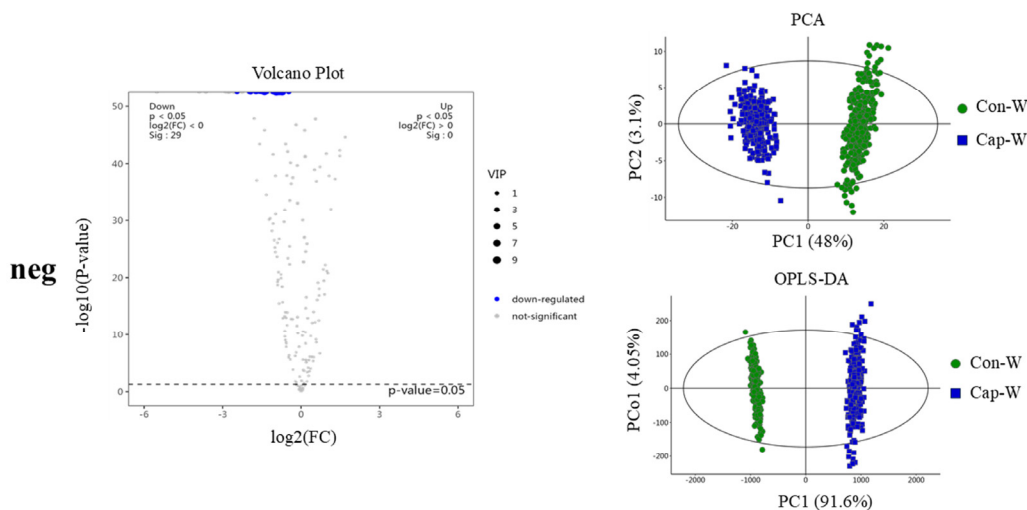 neg
Volcano Plot
Down
p < 0.05
log2(FC) < 0
Sig : 29
Up
p < 0.05
log2(FC) > 0
Sig : 0
50
40
30
20
10
0
-log10(P-value)
p-value=0.05
-6
-3
0
3
6
log2(FC)
VIP
1
3
5
7
9
down-regulated
not-significant
PCA
10
5
0
-5
-10
PC2 (3.1%)
-20
0
20
PC1 (48%)
Con-W
Cap-W
OPLS-DA
200
100
0
-100
-200
PCo1 (4.05%)
-2000
-1000
0
1000
2000
PC1 (91.6%)
Con-W
Cap-W